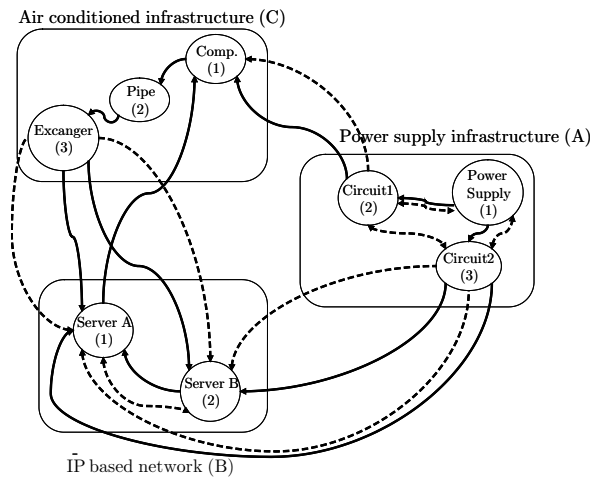 Air conditioned infrastructure (C)
Comp.
(1)
Pipe
(2)
Excanger
(3)
Power supply infrastructure (A)
Circuit1
(2)
Power
Supply
(1)
Circuit2
(3)
Server A
(1)
Server B
(2)
IP based network (B)